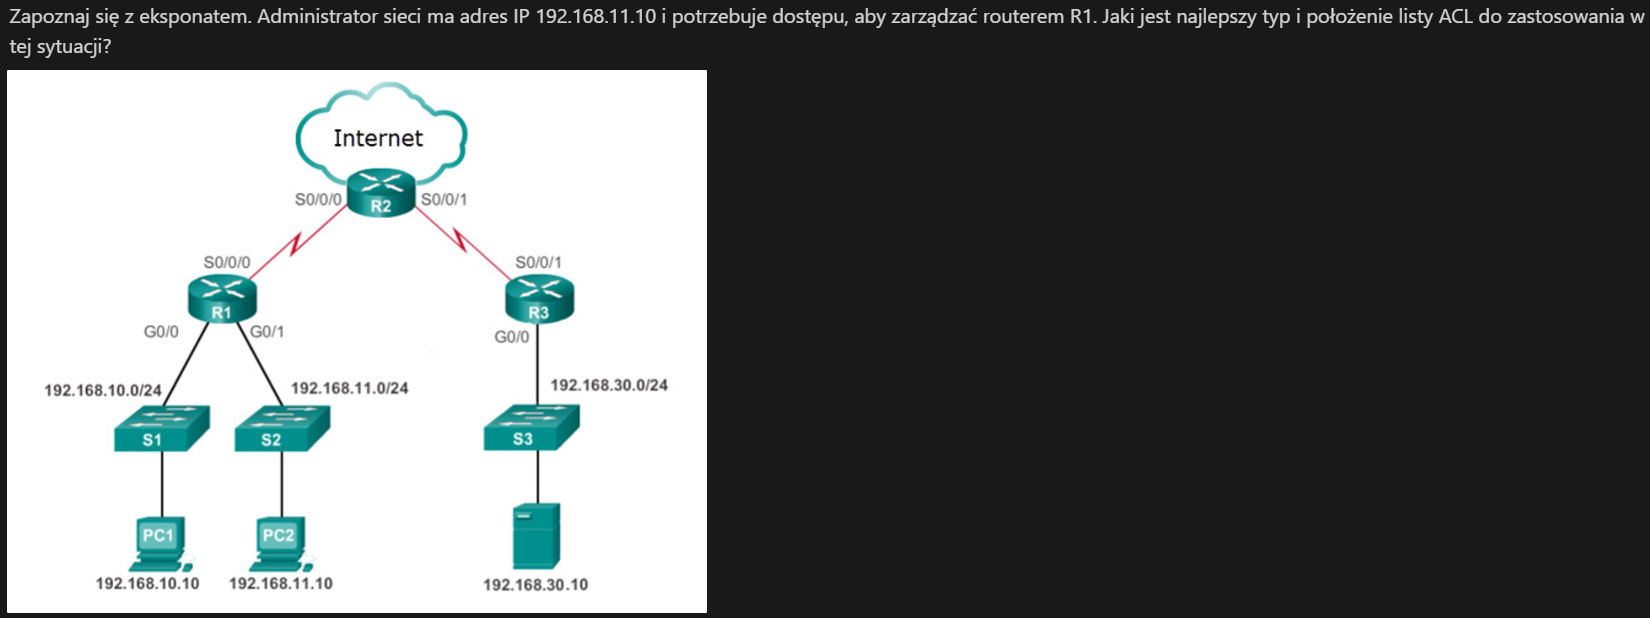 Zapoznaj się z eksponatem. Administrator sieci ma adres IP 192.168.11.10 i potrzebuje dostępu, aby zarządzać routerem R1. Jaki jest najlepszy typ i położenie listy ACL do zastosowania w
tej sytuacji?
Internet
S0/0/0 R2 S0/0/1
S0/0/0 S0/0/1
R1 R3
G0/0 G0/1 G0/0
192.168.10.0/24 192.168.11.0/24 192.168.30.0/24
S1 S2 S3
PC1 PC2
192.168.10.10 192.168.11.10 192.168.30.10